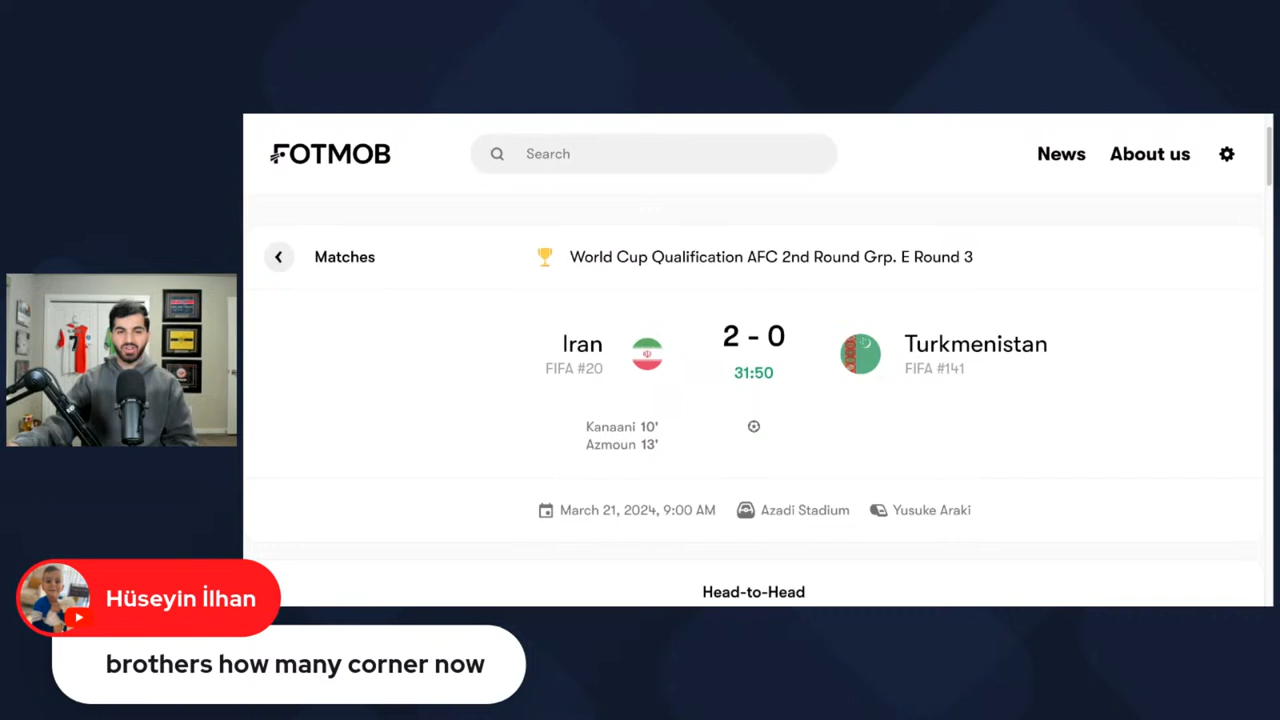 FOTMOB
Search
News
About us
Matches
World Cup Qualification AFC 2nd Round Grp. E Round 3
Iran
FIFA #20
2 - 0
31:50
Turkmenistan
FIFA #141
Kanaani 10'
Azmoun 13'
March 21, 2024, 9:00 AM
Azadi Stadium
Yusuke Araki
Head-to-Head
Hüseyin İlhan
brothers how many corner now